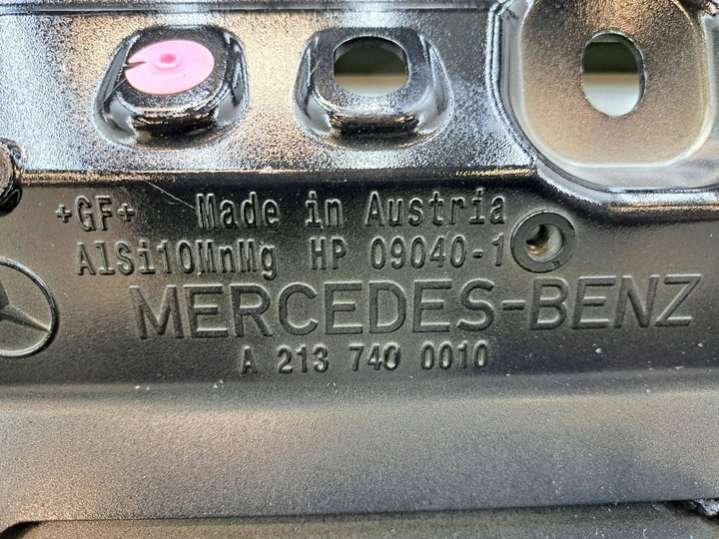 +GF+ Made in Austria
AlSi10MnMg HP 09040-1
MERCEDES-BENZ
A 213 740 0010